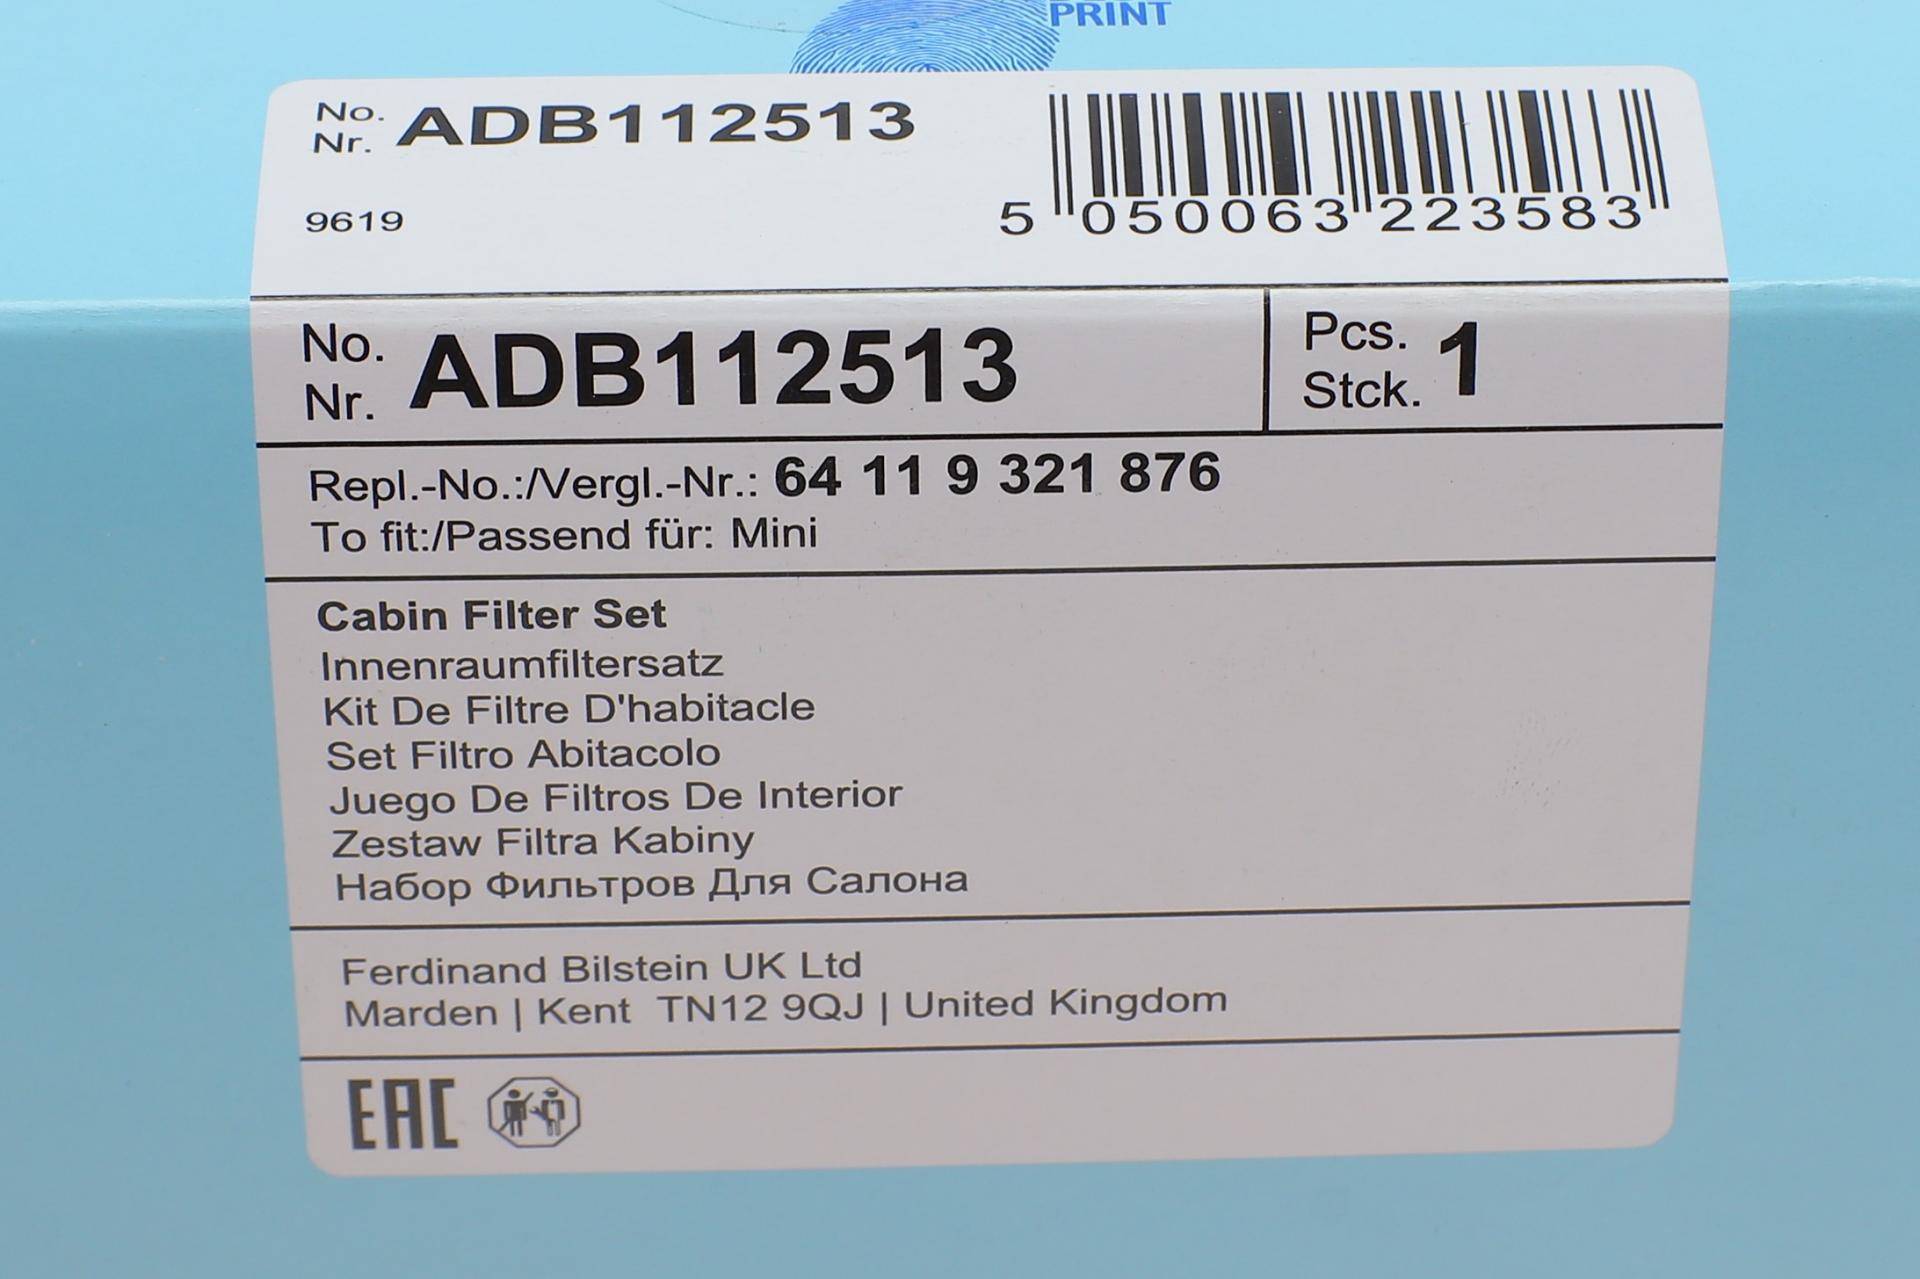 PRINT
No.
Nr. ADB112513
9619
5 050063 223583
No.
Nr. ADB112513
Pcs.
Stck. 1
Repl.-No.:/Vergl.-Nr.: 64 11 9 321 876
To fit:/Passend für: Mini
Cabin Filter Set
Innenraumfiltersatz
Kit De Filtre D'habitacle
Set Filtro Abitacolo
Juego De Filtros De Interior
Zestaw Filtra Kabiny
Набор Фильтров Для Салона
Ferdinand Bilstein UK Ltd
Marden | Kent TN12 9QJ | United Kingdom
EAC